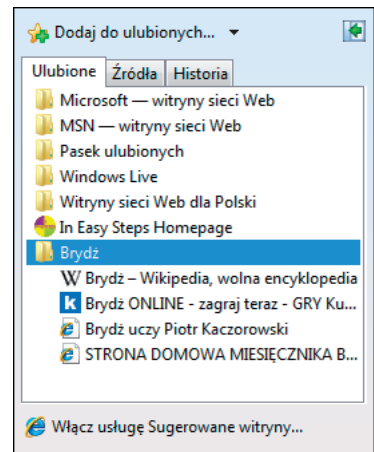 Dodaj do ulubionych...
Ulubione Źródła Historia
Microsoft — witryny sieci Web
MSN — witryny sieci Web
Pasek ulubionych
Windows Live
Witryny sieci Web dla Polski
In Easy Steps Homepage
Brydż
W Brydż – Wikipedia, wolna encyklopedia
k Brydż ONLINE - zagraj teraz - GRY Ku...
Brydż uczy Piotr Kaczorowski
STRONA DOMOWA MIESIĘCZNIKA B...
Włącz usługę Sugerowane witryny...